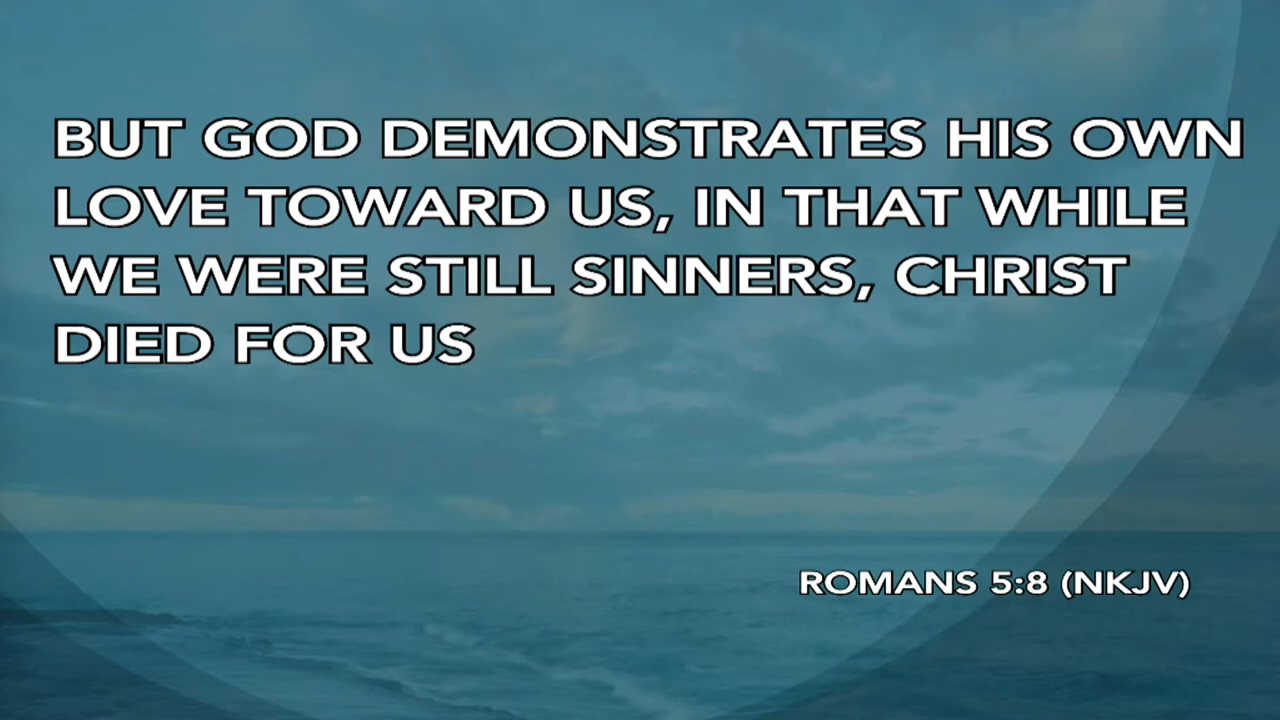 BUT GOD DEMONSTRATES HIS OWN
LOVE TOWARD US, IN THAT WHILE
WE WERE STILL SINNERS, CHRIST
DIED FOR US
ROMANS 5:8 (NKJV)